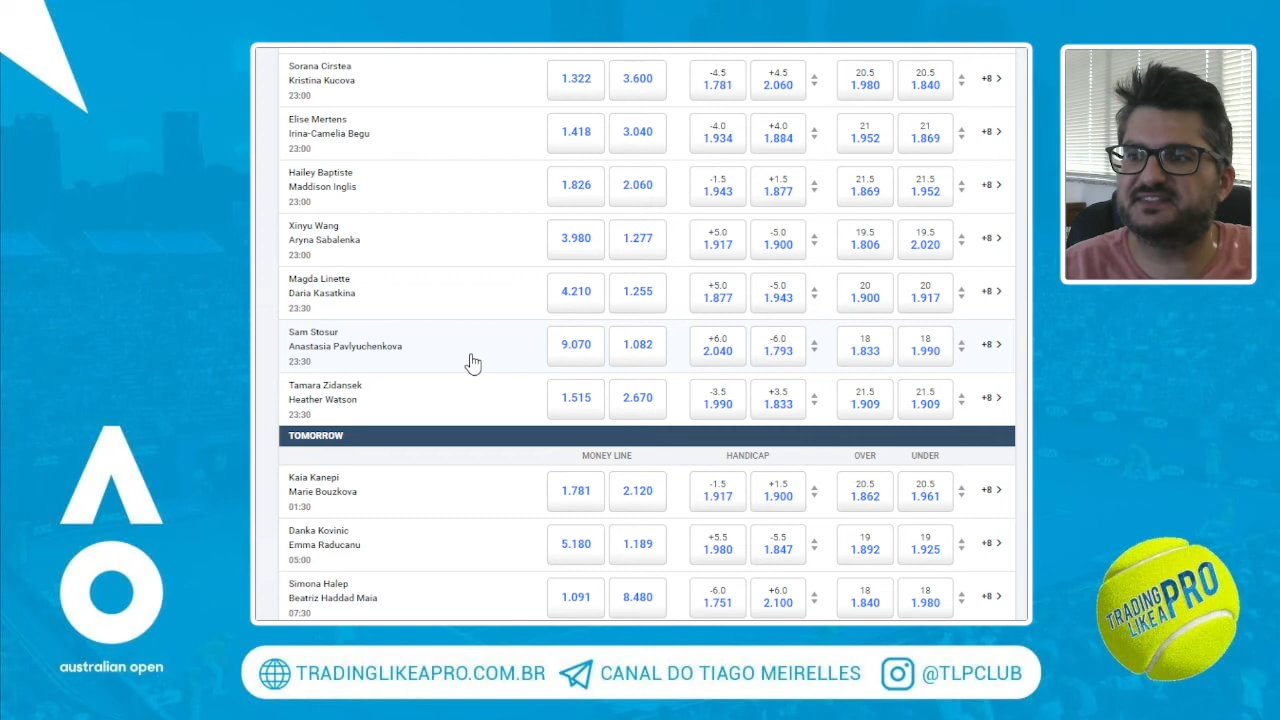 Sorana Cirstea
Kristina Kucova
23:00
1.322 3.600 -4.5 1.781 +4.5 2.060 20.5 1.980 20.5 1.840 +8 >
Elise Mertens
Irina-Camelia Begu
23:00
1.418 3.040 -4.0 1.934 +4.0 1.884 21 1.952 21 1.869 +8 >
Hailey Baptiste
Maddison Inglis
23:00
1.826 2.060 -1.5 1.943 +1.5 1.877 21.5 1.869 21.5 1.952 +8 >
Xinyu Wang
Aryna Sabalenka
23:00
3.980 1.277 +5.0 1.917 -5.0 1.900 19.5 1.806 19.5 2.020 +8 >
Magda Linette
Daria Kasatkina
23:30
4.210 1.255 +5.0 1.877 -5.0 1.943 20 1.900 20 1.917 +8 >
Sam Stosur
Anastasia Pavlyuchenkova
23:30
9.070 1.082 +6.0 2.040 -6.0 1.793 18 1.833 18 1.990 +8 >
Tamara Zidansek
Heather Watson
23:30
1.515 2.670 -3.5 1.990 +3.5 1.833 21.5 1.909 21.5 1.909 +8 >
TOMORROW
MONEY LINE HANDICAP OVER UNDER
Kaia Kanepi
Marie Bouzkova
01:30
1.781 2.120 -1.5 1.917 +1.5 1.900 20.5 1.862 20.5 1.961 +8 >
Danka Kovinic
Emma Raducanu
05:00
5.180 1.189 +5.5 1.980 -5.5 1.847 19 1.892 19 1.925 +8 >
Simona Halep
Beatriz Haddad Maia
07:30
1.091 8.480 -6.0 1.751 +6.0 2.100 18 1.840 18 1.980 +8 >
australian open
TRADING
LIKE A
PRO
TRADINGLIKEAPRO.COM.BR CANAL DO TIAGO MEIRELLES @TLPCLUB